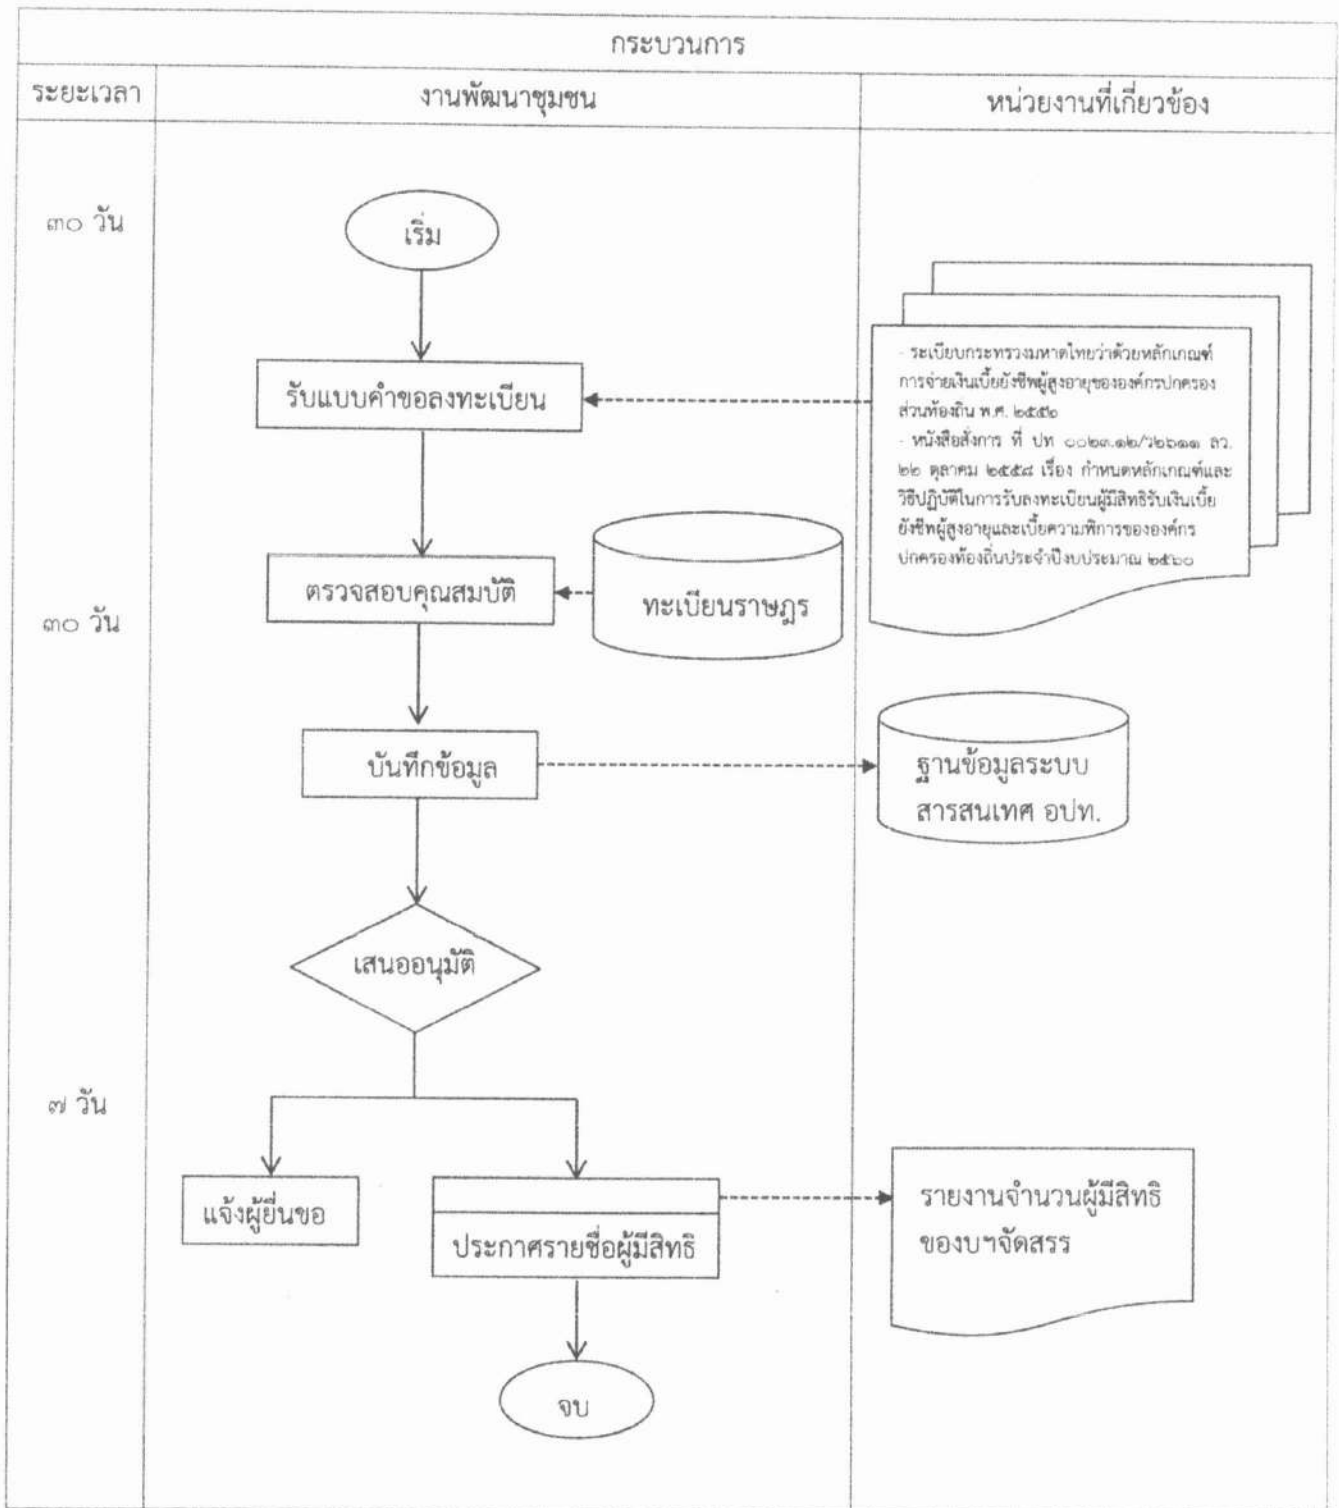 กระบวนการ
ระยะเวลา
งานพัฒนาชุมชน
หน่วยงานที่เกี่ยวข้อง
๓๐ วัน
เริ่ม
รับแบบคำขอลงทะเบียน
- ระเบียบกระทรวงมหาดไทยว่าด้วยหลักเกณฑ์
การจ่ายเงินเบี้ยยังชีพผู้สูงอายุขององค์กรปกครอง
ส่วนท้องถิ่น พ.ศ. ๒๕๕๒
- หนังสือสั่งการ ที่ ปท ๐๐๒๓.๑๒/ว๒๖๑๑ ลว.
๒๒ ตุลาคม ๒๕๕๘ เรื่อง กำหนดหลักเกณฑ์และ
วิธีปฏิบัติในการรับลงทะเบียนผู้มีสิทธิรับเงินเบี้ย
ยังชีพผู้สูงอายุและเบี้ยความพิการขององค์กร
ปกครองท้องถิ่นประจำปีงบประมาณ ๒๕๖๐
ตรวจสอบคุณสมบัติ
ทะเบียนราษฎร
๓๐ วัน
บันทึกข้อมูล
ฐานข้อมูลระบบ
สารสนเทศ อปท.
เสนออนุมัติ
๗ วัน
แจ้งผู้ยื่นขอ
ประกาศรายชื่อผู้มีสิทธิ
รายงานจำนวนผู้มีสิทธิ
ของบฯจัดสรร
จบ